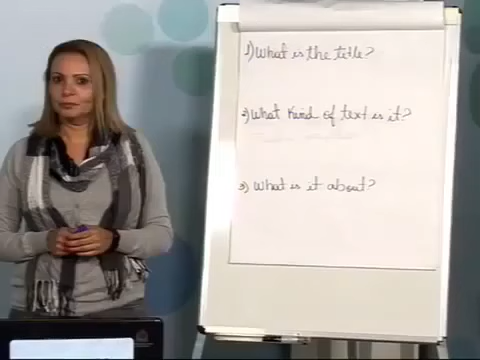 1) What is the title?
2) What kind of text is it?
3) What is it about?